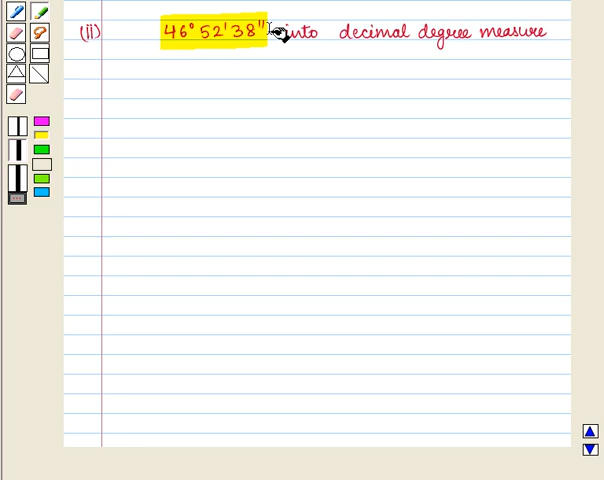 (ii) 46° 52' 38" into decimal degree measure